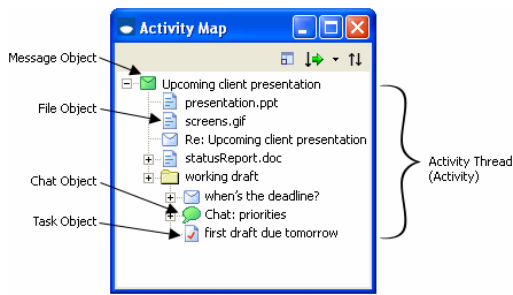 Activity Map
Message Object
Upcoming client presentation
presentation.ppt
File Object
screens.gif
Re: Upcoming client presentation
statusReport.doc
Activity Thread
(Activity)
working draft
Chat Object
when's the deadline?
Chat: priorities
Task Object
first draft due tomorrow